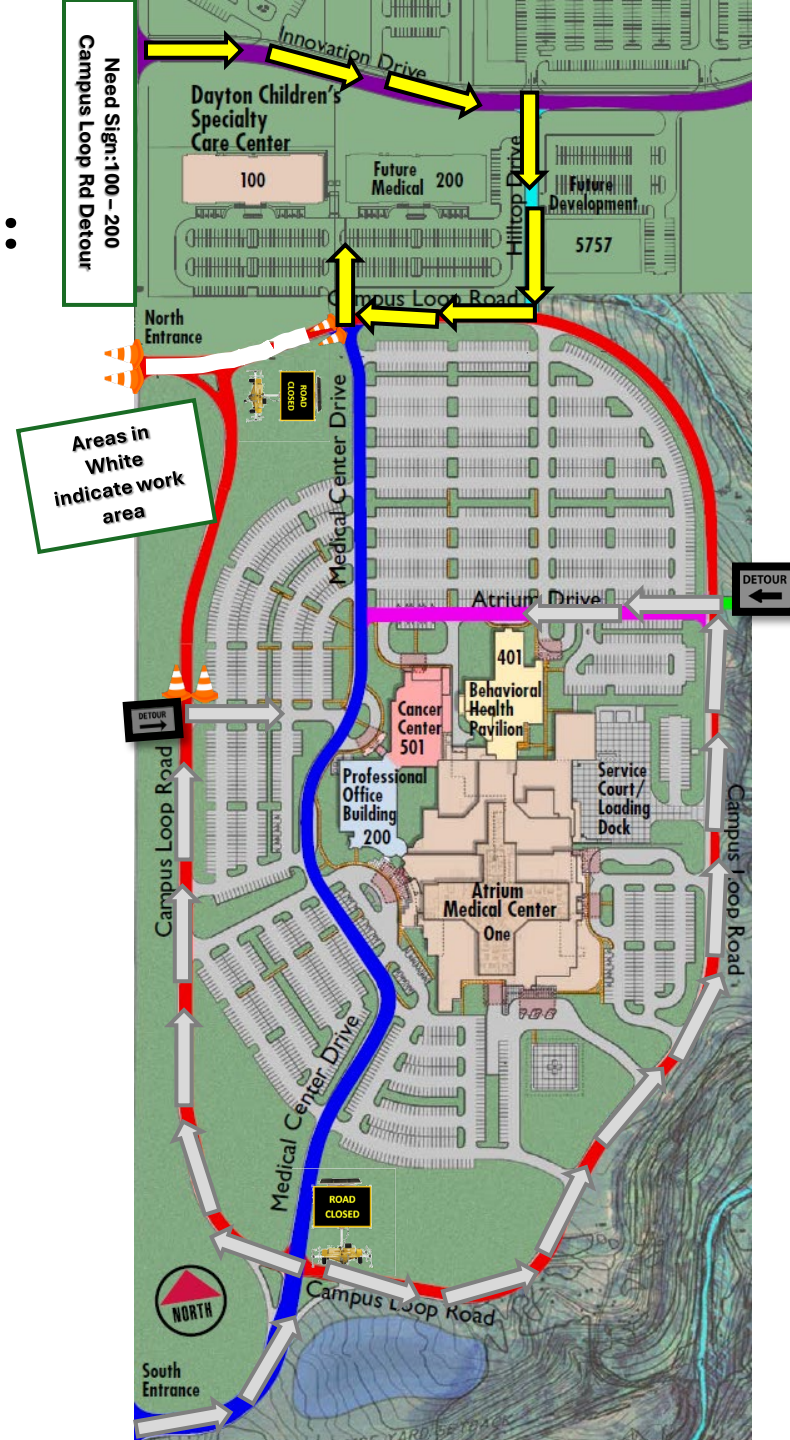 Need Sign:100 – 200
Campus Loop Rd Detour
Innovation Drive
Dayton Children's
Specialty
Care Center
100
Future
Medical 200
Hilltop Drive
Future
Development
5757
Campus Loop Road
North
Entrance
ROAD
CLOSED
Areas in
White
indicate work
area
Medical Center Drive
Atrium Drive
DETOUR
401
Behavioral
Health
Pavilion
Cancer
Center
501
DETOUR
Campus Loop Road
Professional
Office
Building
200
Service
Court/
Loading
Dock
Campus Loop Road
Atrium
Medical Center
One
Medical Center Drive
ROAD
CLOSED
NORTH
Campus Loop Road
South
Entrance
YARD SETBACK